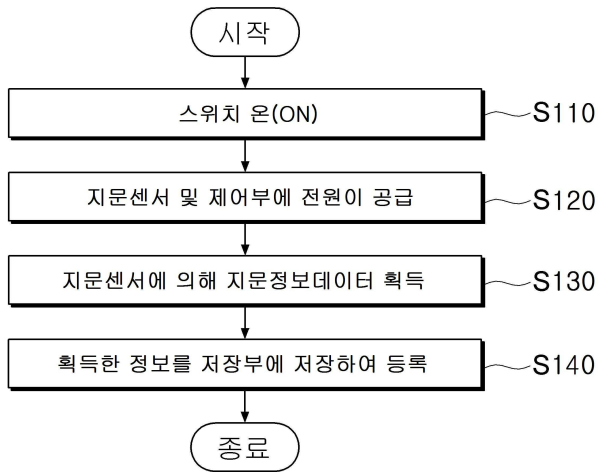 시작
스위치 온(ON)
S110
지문센서 및 제어부에 전원이 공급
S120
지문센서에 의해 지문정보데이터 획득
S130
획득한 정보를 저장부에 저장하여 등록
S140
종료